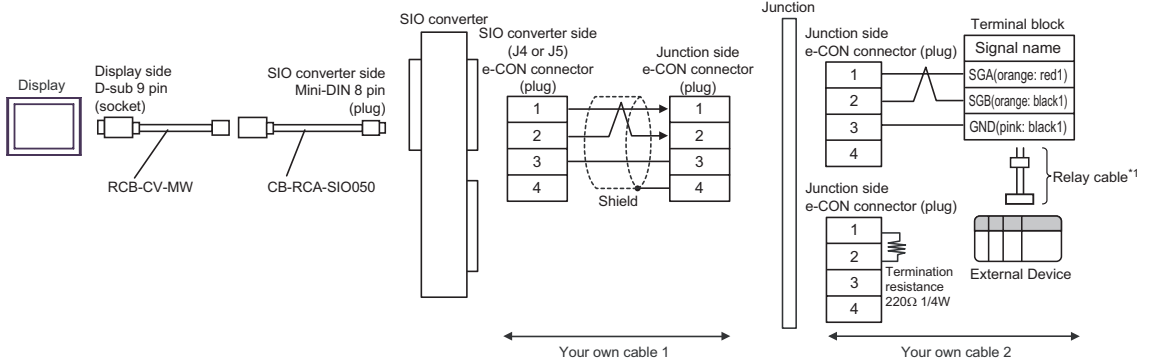 Display
Display side
D-sub 9 pin
(socket)
RCB-CV-MW
SIO converter side
Mini-DIN 8 pin
(plug)
CB-RCA-SIO050
SIO converter
SIO converter side
(J4 or J5)
e-CON connector
(plug)
1
2
3
4
Shield
Junction side
e-CON connector
(plug)
1
2
3
4
Your own cable 1
Junction
Junction side
e-CON connector (plug)
1
2
3
4
Terminal block
Signal name
SGA(orange: red1)
SGB(orange: black1)
GND(pink: black1)
Relay cable*1
External Device
Junction side
e-CON connector (plug)
1
2
3
4
Termination
resistance
220Ω 1/4W
Your own cable 2